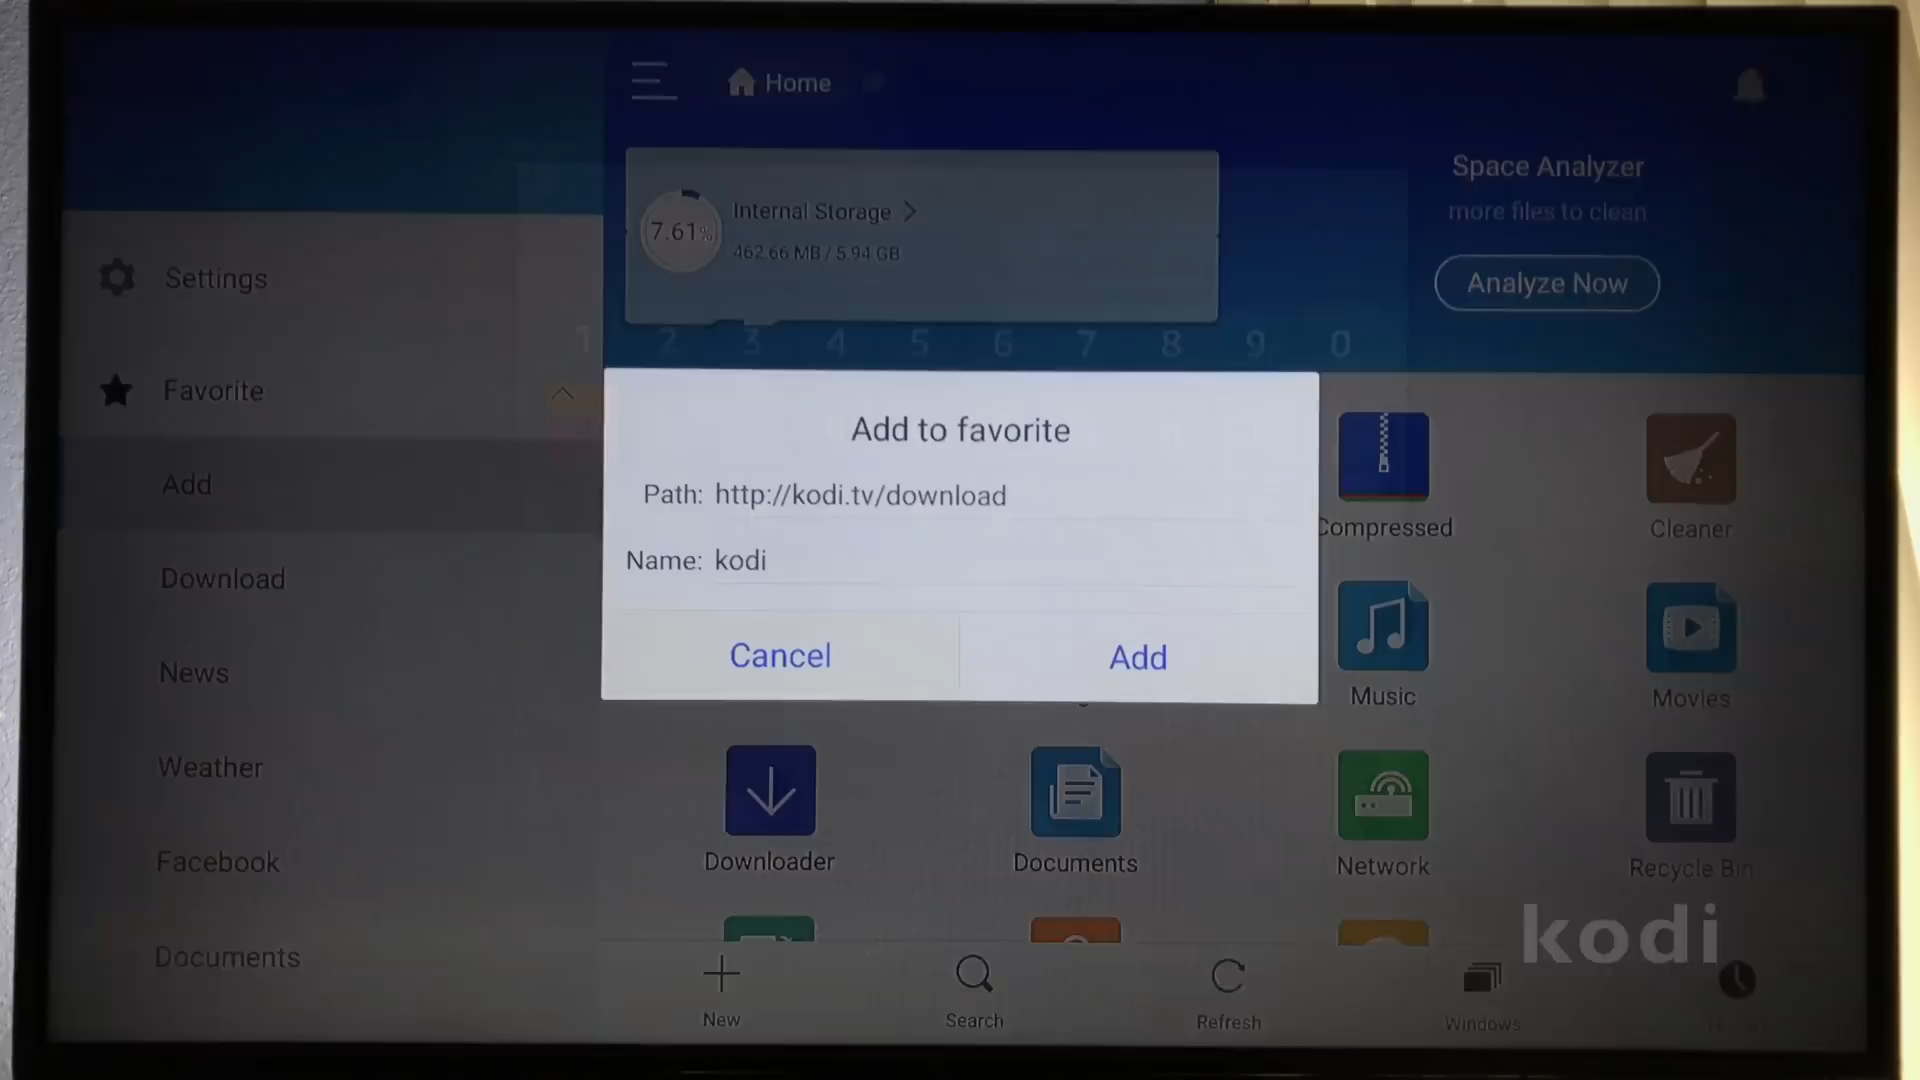 Home
Space Analyzer
more files to clean
Analyze Now
7.61%
Internal Storage
462.66 MB / 5.94 GB
1 2 3 4 5 6 7 8 9 0
Settings
Favorite
Add
Download
News
Weather
Facebook
Documents
Add to favorite
Path: http://kodi.tv/download
Name: kodi
Cancel
Add
Compressed
Cleaner
Music
Movies
Downloader
Documents
Network
Recycle Bin
New
Search
Refresh
Windows
kodi